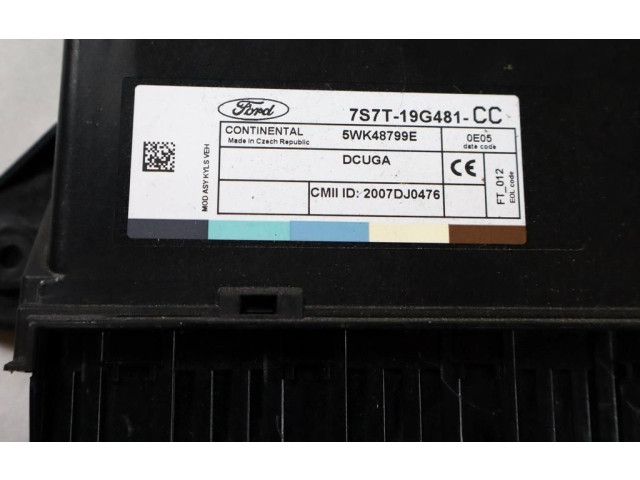 Ford
7S7T-19G481-CC
CONTINENTAL
Made in Czech Republic
5WK48799E
0E05
date code
DCUGA
CE
CMII ID: 2007DJ0476
FT_012
EOL code
MOD ASY KYLS VEH